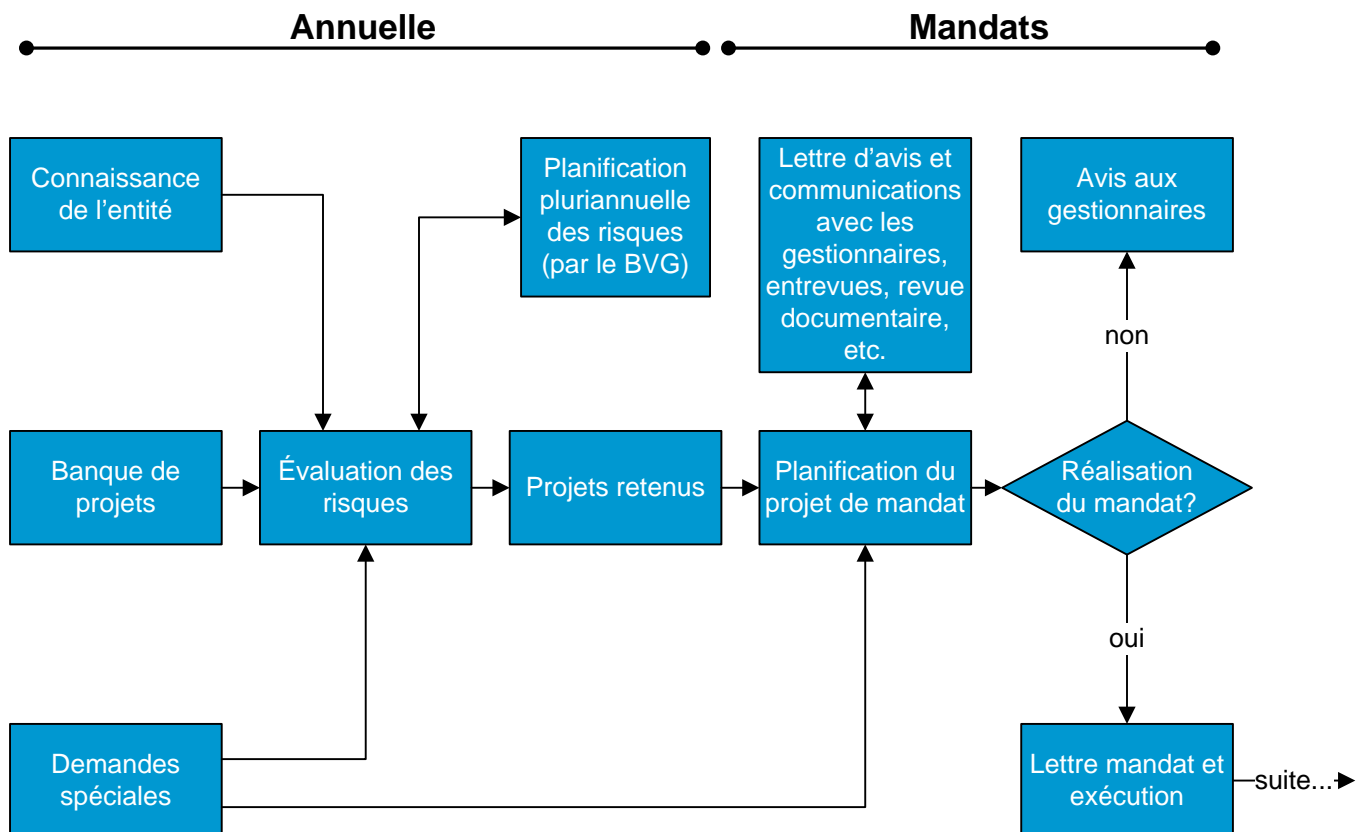 Annuelle
Mandats
Connaissance
de l’entité
Planification
pluriannuelle
des risques
(par le BVG)
Lettre d’avis et
communications
avec les
gestionnaires,
entrevues, revue
documentaire,
etc.
Avis aux
gestionnaires
non
Banque de
projets
Évaluation des
risques
Projets retenus
Planification du
projet de mandat
Réalisation
du mandat?
oui
Demandes
spéciales
Lettre mandat et
exécution
suite...